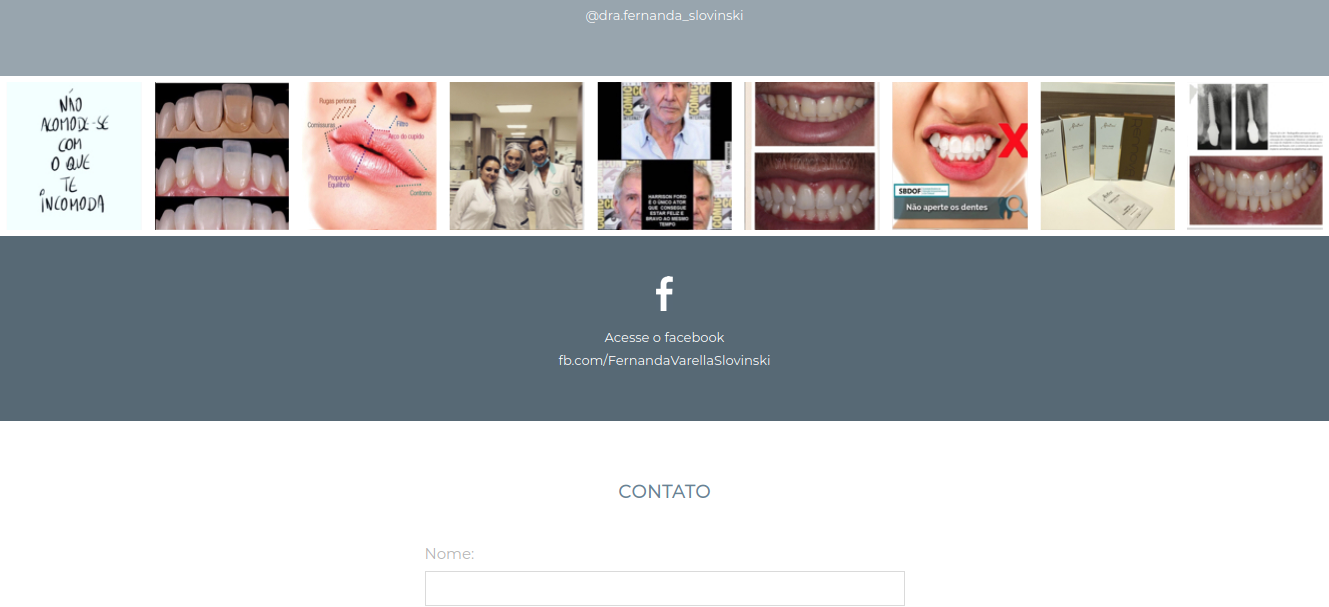 @dra.fernanda_slovinski
NÃO
ACOMODE-SE
COM
O QUE
TE
INCOMODA
Rugas periorais
Comissuras
Filtro
Arco do cupido
Proporção
Equilíbrio
Contorno
COMIC
HARRISON FORD
É O ÚNICO ATOR
QUE CONSEGUE
ESTAR FELIZ E
BRAVO AO MESMO
TEMPO
X
SBDOF
Não aperte os dentes
Acesse o facebook
fb.com/FernandaVarellaSlovinski
CONTATO
Nome: